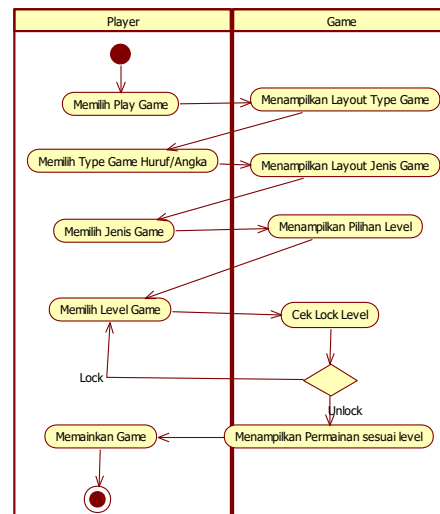 Player
Game
Memilih Play Game
Menampilkan Layout Type Game
Memilih Type Game Huruf/Angka
Menampilkan Layout Jenis Game
Memilih Jenis Game
Menampilkan Pilihan Level
Memilih Level Game
Cek Lock Level
Lock
Unlock
Memainkan Game
Menampilkan Permainan sesuai level